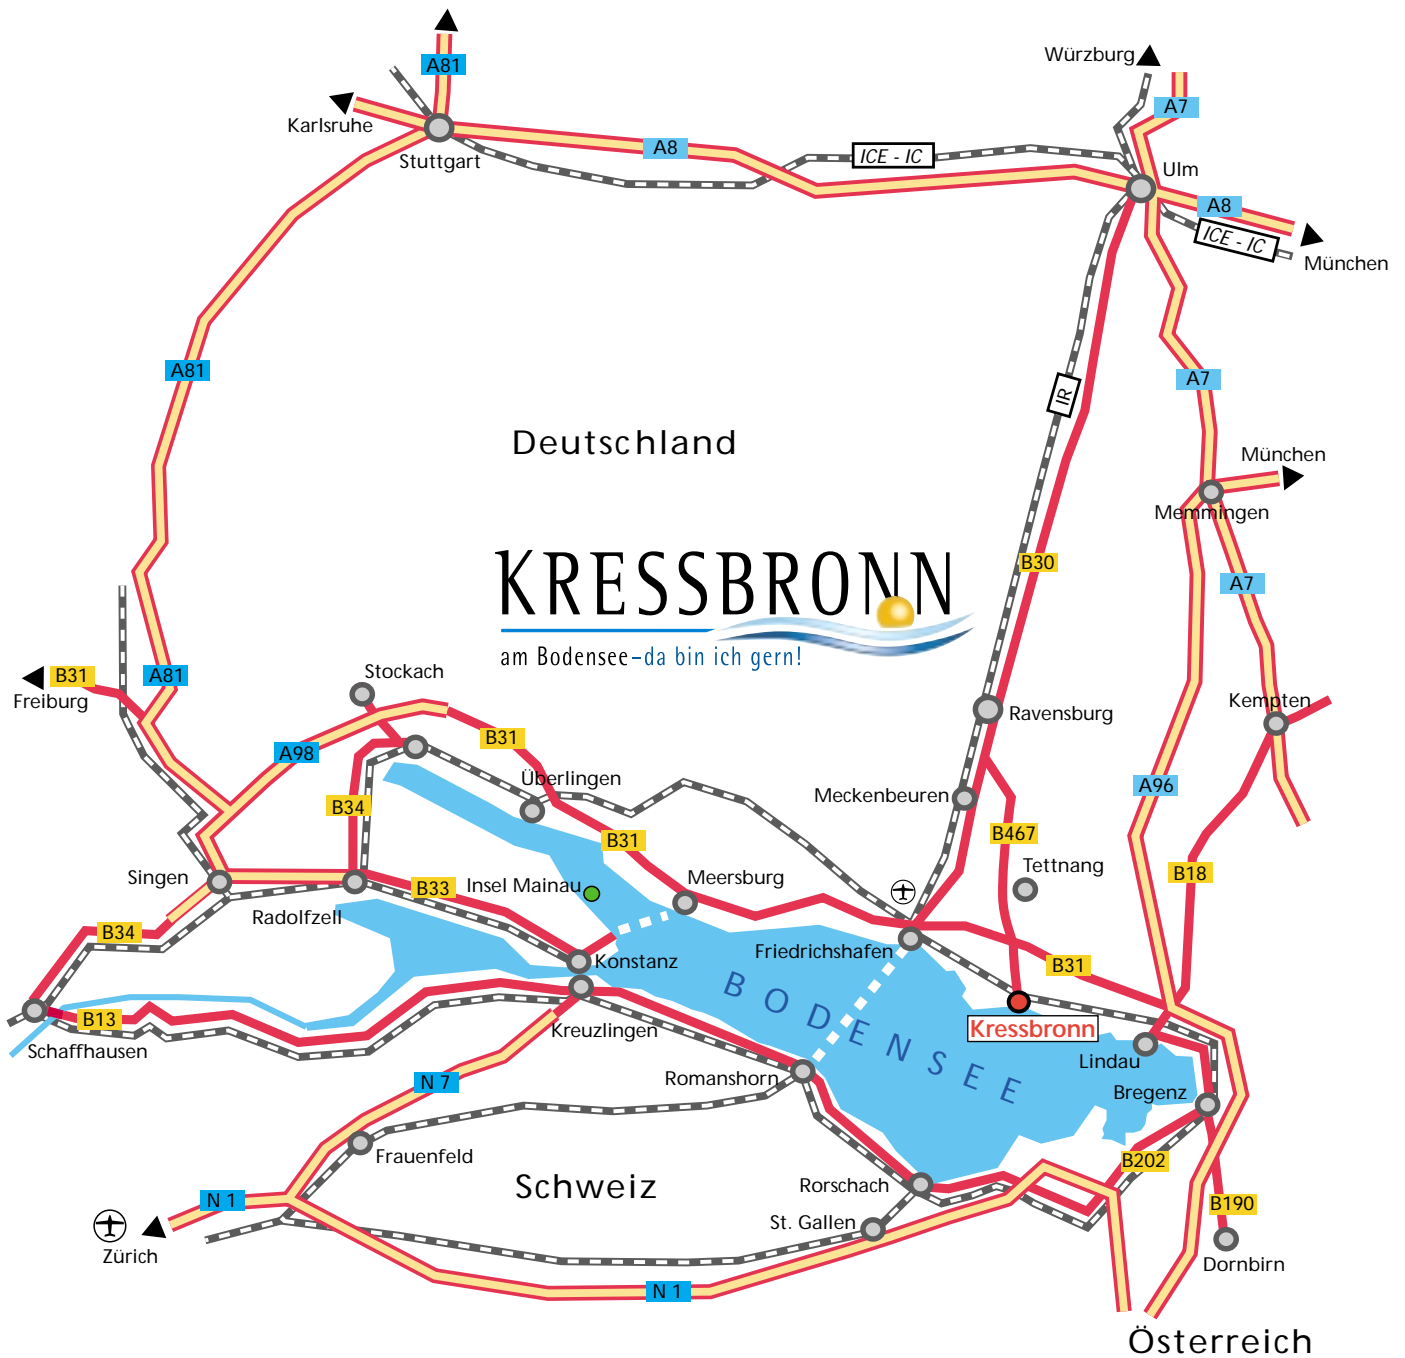 A81
Würzburg
A7
Karlsruhe
Stuttgart
A8
ICE - IC
Ulm
A8
ICE - IC
München
A81
IR
A7
Deutschland
München
Memmingen
KRESSBRONN
am Bodensee–da bin ich gern!
B30
A7
B31
Freiburg
A81
Stockach
Ravensburg
Kempten
A98
B31
Überlingen
Meckenbeuren
A96
B34
B31
B467
Tettnang
B18
Singen
B33
Insel Mainau
Meersburg
Radolfzell
B34
Konstanz
Friedrichshafen
B31
BODENSEE
B13
Schaffhausen
Kreuzlingen
Kressbronn
Lindau
Romanshorn
N 7
Bregenz
Frauenfeld
B202
Schweiz
Rorschach
N 1
B190
St. Gallen
Zürich
Dornbirn
N 1
Österreich